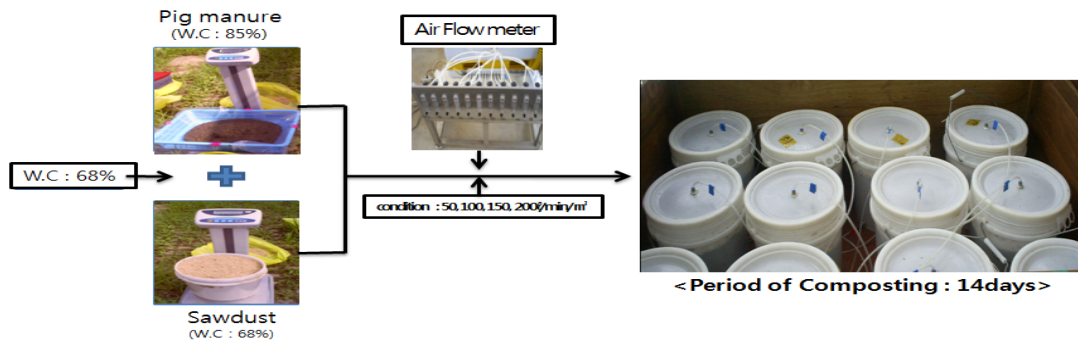 Pig manure
(W.C : 85%)
Air Flow meter
W.C : 68%
condition : 50, 100, 150, 200ℓ/min/m³
Sawdust
(W.C : 68%)
<Period of Composting : 14days>